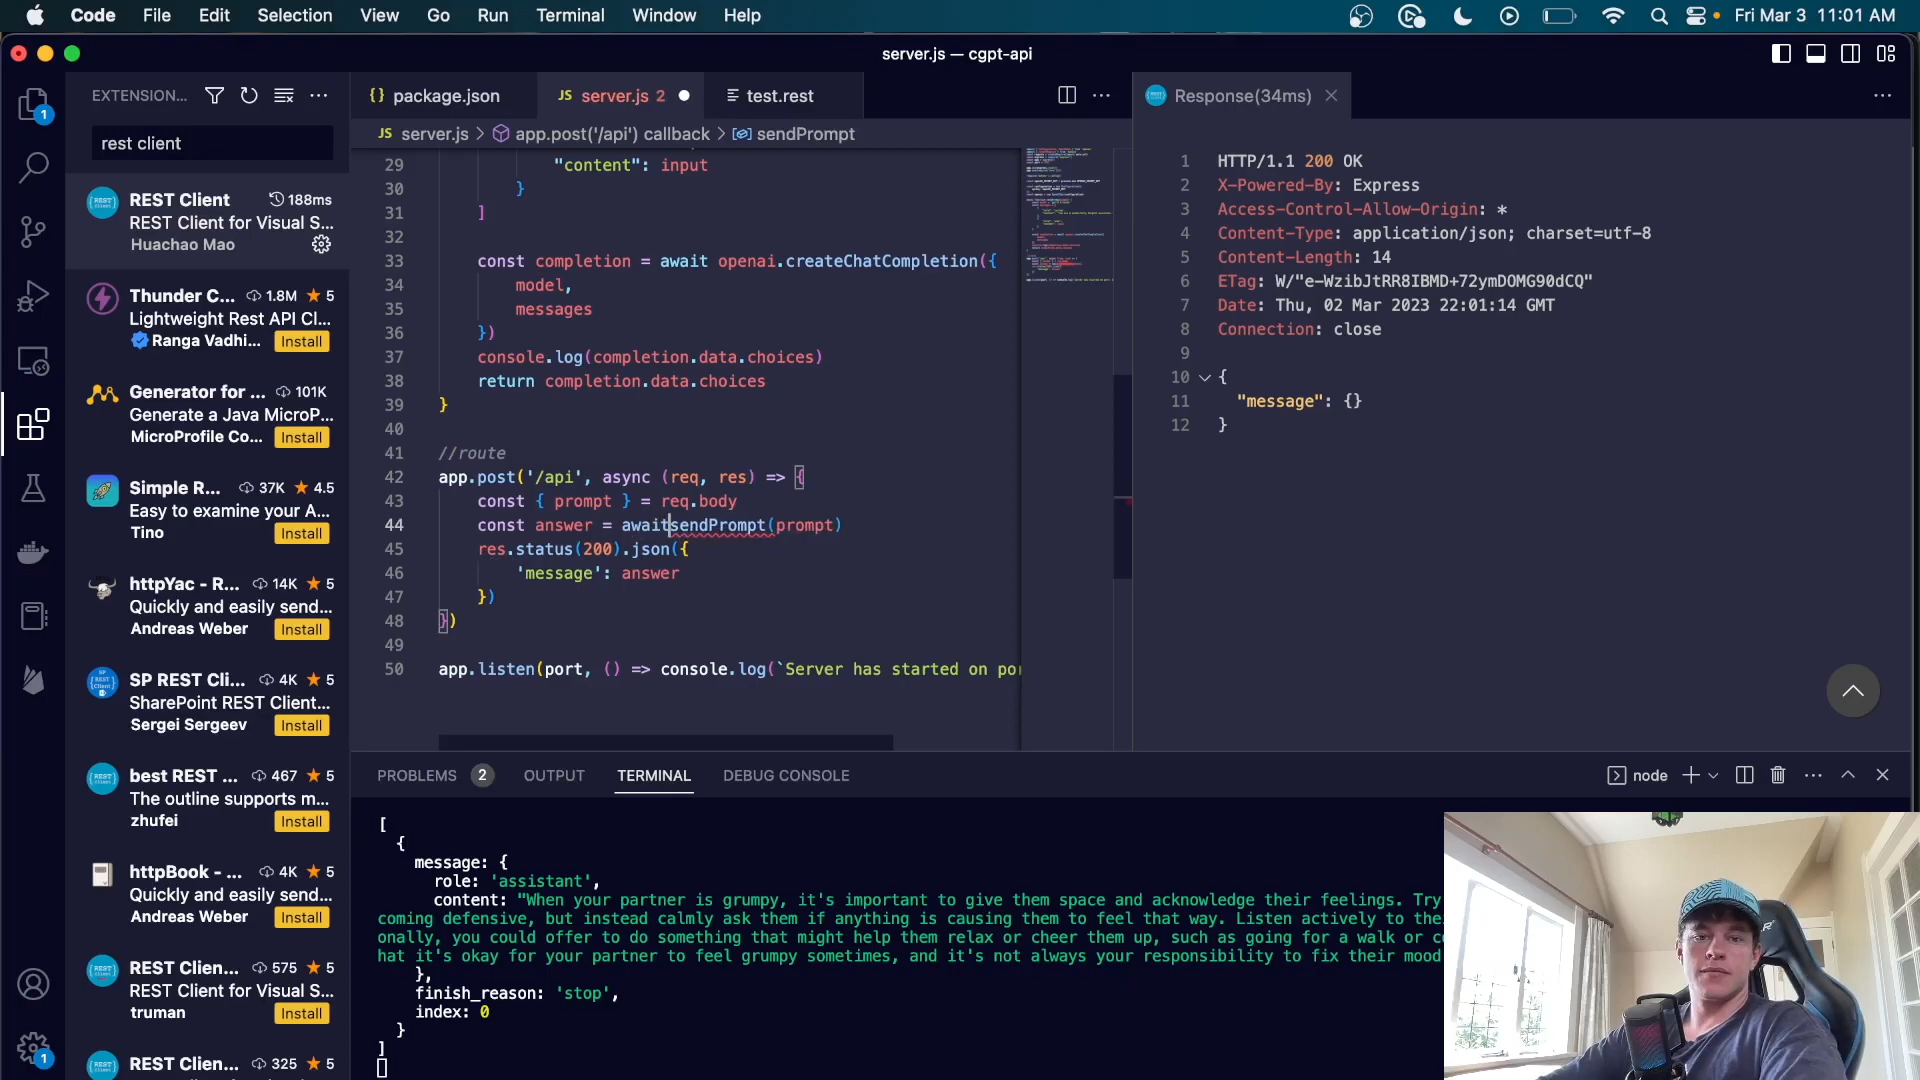 Code File Edit Selection View Go Run Terminal Window Help Fri Mar 3 11:01 AM
server.js — cgpt-api
EXTENSION...
rest client
REST Client 188ms
REST Client for Visual S...
Huachao Mao
Thunder C... 1.8M ★ 5
Lightweight Rest API Cl...
Ranga Vadhi... Install
Generator for ... 101K
Generate a Java MicroP...
MicroProfile Co... Install
Simple R... 37K ★ 4.5
Easy to examine your A...
Tino Install
httpYac - R... 14K ★ 5
Quickly and easily send...
Andreas Weber Install
SP REST Cli... 4K ★ 5
SharePoint REST Client...
Sergei Sergeev Install
best REST ... 467 ★ 5
The outline supports m...
zhufei Install
httpBook - ... 4K ★ 5
Quickly and easily send...
Andreas Weber Install
REST Clien... 575 ★ 5
REST Client for Visual S...
truman Install
REST Clien... 325 ★ 5
1
1
{} package.json JS server.js 2 test.rest
JS server.js > app.post('/api') callback > sendPrompt
29 "content": input
30 }
31 ]
32
33 const completion = await openai.createChatCompletion({
34 model,
35 messages
36 })
37 console.log(completion.data.choices)
38 return completion.data.choices
39 }
40
41 //route
42 app.post('/api', async (req, res) => {
43 const { prompt } = req.body
44 const answer = awaitsendPrompt(prompt)
45 res.status(200).json({
46 'message': answer
47 })
48 })
49
50 app.listen(port, () => console.log(`Server has started on por
Response(34ms)
1 HTTP/1.1 200 OK
2 X-Powered-By: Express
3 Access-Control-Allow-Origin: *
4 Content-Type: application/json; charset=utf-8
5 Content-Length: 14
6 ETag: W/"e-WzibJtRR8IBMD+72ymDOMG90dCQ"
7 Date: Thu, 02 Mar 2023 22:01:14 GMT
8 Connection: close
9
10 {
11 "message": {}
12 }
PROBLEMS 2 OUTPUT TERMINAL DEBUG CONSOLE node
[
{
message: {
role: 'assistant',
content: "When your partner is grumpy, it's important to give them space and acknowledge their feelings. Try
coming defensive, but instead calmly ask them if anything is causing them to feel that way. Listen actively to thei
onally, you could offer to do something that might help them relax or cheer them up, such as going for a walk or co
hat it's okay for your partner to feel grumpy sometimes, and it's not always your responsibility to fix their mood
},
finish_reason: 'stop',
index: 0
}
]